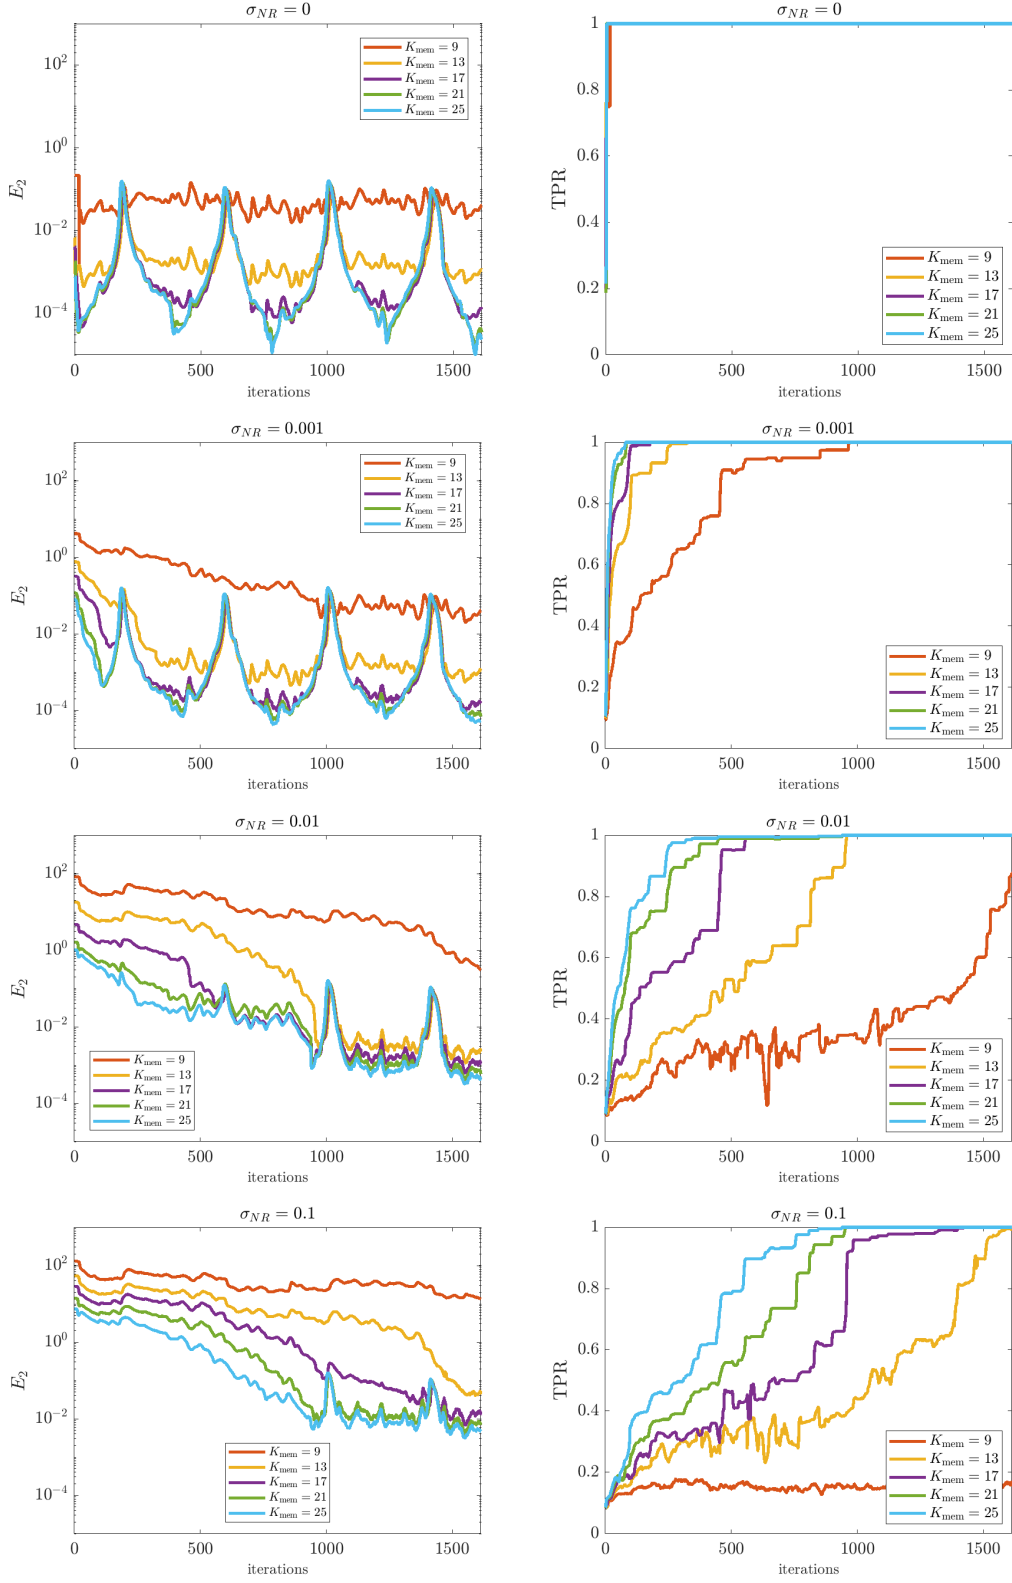 σ_NR = 0
10^2
10^0
10^-2
10^-4
E_2
K_mem = 9
K_mem = 13
K_mem = 17
K_mem = 21
K_mem = 25
0 500 1000 1500
iterations
σ_NR = 0
1
0.8
0.6
0.4
0.2
0
TPR
K_mem = 9
K_mem = 13
K_mem = 17
K_mem = 21
K_mem = 25
0 500 1000 1500
iterations
σ_NR = 0.001
10^2
10^0
10^-2
10^-4
E_2
K_mem = 9
K_mem = 13
K_mem = 17
K_mem = 21
K_mem = 25
0 500 1000 1500
iterations
σ_NR = 0.001
1
0.8
0.6
0.4
0.2
0
TPR
K_mem = 9
K_mem = 13
K_mem = 17
K_mem = 21
K_mem = 25
0 500 1000 1500
iterations
σ_NR = 0.01
10^2
10^0
10^-2
10^-4
E_2
K_mem = 9
K_mem = 13
K_mem = 17
K_mem = 21
K_mem = 25
0 500 1000 1500
iterations
σ_NR = 0.01
1
0.8
0.6
0.4
0.2
0
TPR
K_mem = 9
K_mem = 13
K_mem = 17
K_mem = 21
K_mem = 25
0 500 1000 1500
iterations
σ_NR = 0.1
10^2
10^0
10^-2
10^-4
E_2
K_mem = 9
K_mem = 13
K_mem = 17
K_mem = 21
K_mem = 25
0 500 1000 1500
iterations
σ_NR = 0.1
1
0.8
0.6
0.4
0.2
0
TPR
K_mem = 9
K_mem = 13
K_mem = 17
K_mem = 21
K_mem = 25
0 500 1000 1500
iterations